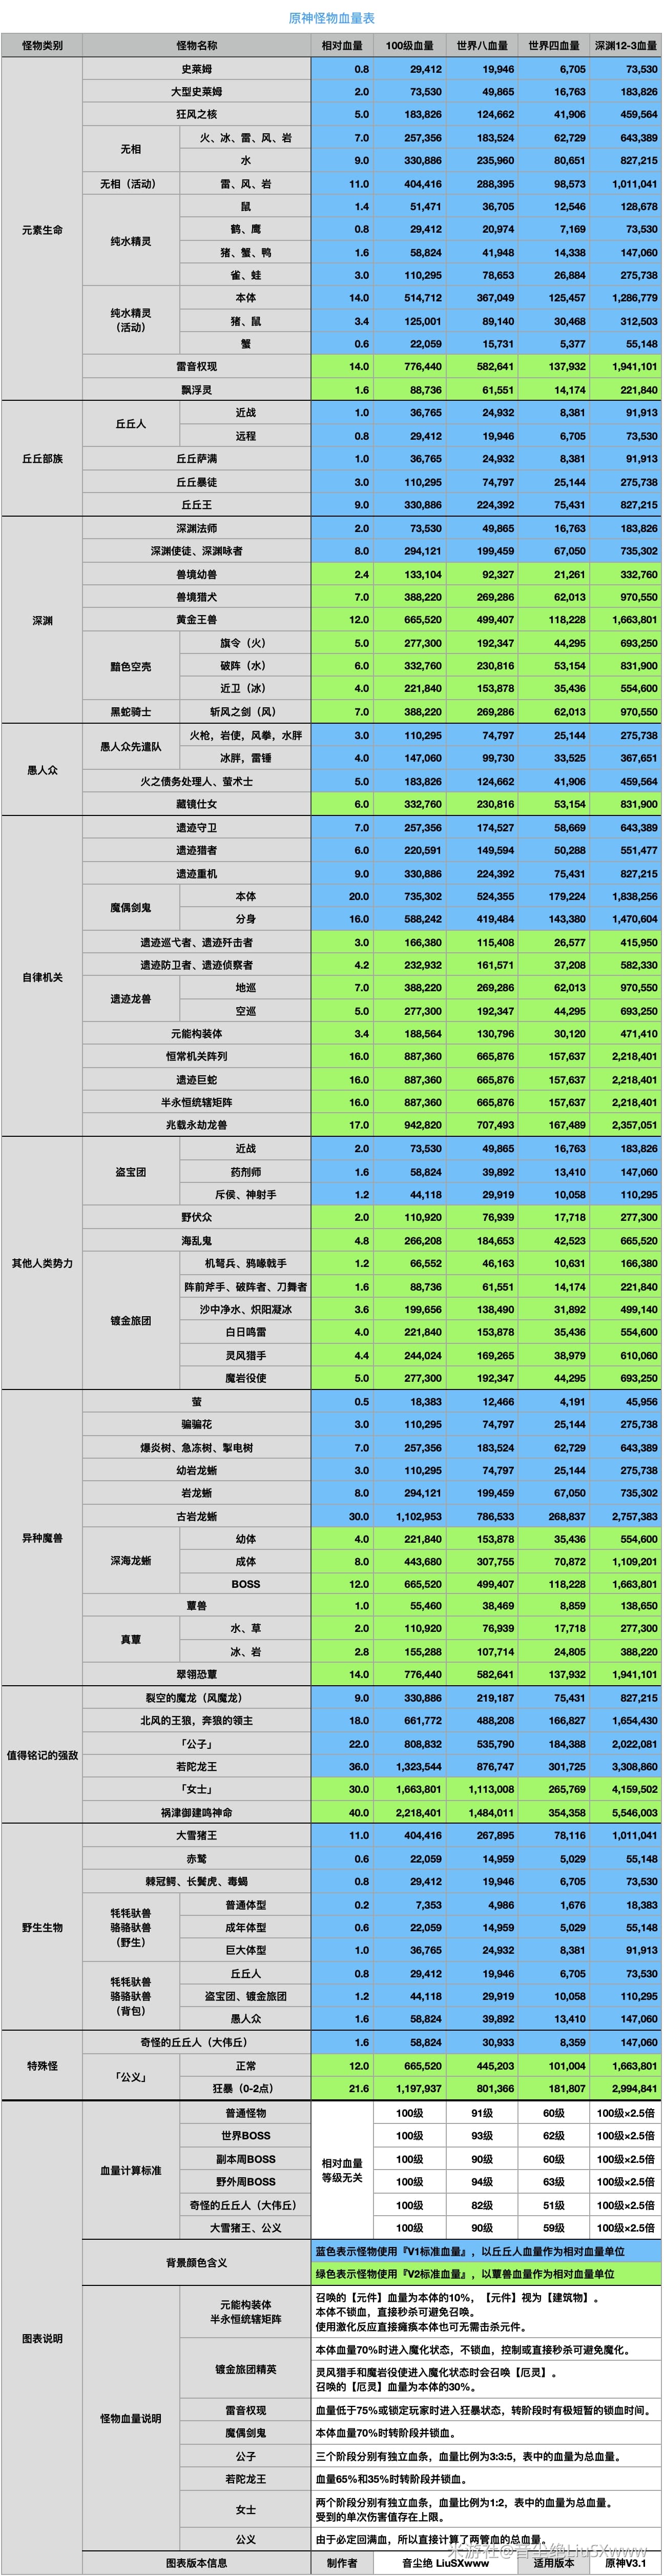 原神怪物血量表
怪物类别 怪物名称 相对血量 100级血量 世界八血量 世界四血量 深渊12-3血量
元素生命
史莱姆 0.8 29,412 19,946 6,705 73,530
大型史莱姆 2.0 73,530 49,865 16,763 183,826
狂风之核 5.0 183,826 124,662 41,906 459,564
无相
火、冰、雷、风、岩 7.0 257,356 183,524 62,729 643,389
水 9.0 330,886 235,960 80,651 827,215
无相（活动） 雷、风、岩 11.0 404,416 288,395 98,573 1,011,041
纯水精灵
鼠 1.4 51,471 36,705 12,546 128,678
鹤、鹰 0.8 29,412 20,974 7,169 73,530
猪、蟹、鸭 1.6 58,824 41,948 14,338 147,060
雀、蛙 3.0 110,295 78,653 26,884 275,738
纯水精灵
（活动）
本体 14.0 514,712 367,049 125,457 1,286,779
猪、鼠 3.4 125,001 89,140 30,468 312,503
蟹 0.6 22,059 15,731 5,377 55,148
雷音权现 14.0 776,440 582,641 137,932 1,941,101
飘浮灵 1.6 88,736 61,551 14,174 221,840
丘丘部族
丘丘人
近战 1.0 36,765 24,932 8,381 91,913
远程 0.8 29,412 19,946 6,705 73,530
丘丘萨满 1.0 36,765 24,932 8,381 91,913
丘丘暴徒 3.0 110,295 74,797 25,144 275,738
丘丘王 9.0 330,886 224,392 75,431 827,215
深渊
深渊法师 2.0 73,530 49,865 16,763 183,826
深渊使徒、深渊咏者 8.0 294,121 199,459 67,050 735,302
兽境幼兽 2.4 133,104 92,327 21,261 332,760
兽境猎犬 7.0 388,220 269,286 62,013 970,550
黄金王兽 12.0 665,520 499,407 118,228 1,663,801
黯色空壳
旗令（火） 5.0 277,300 192,347 44,295 693,250
破阵（水） 6.0 332,760 230,816 53,154 831,900
近卫（冰） 4.0 221,840 153,878 35,436 554,600
黑蛇骑士 斩风之剑（风） 7.0 388,220 269,286 62,013 970,550
愚人众
愚人众先遣队
火枪，岩使，风拳，水胖 3.0 110,295 74,797 25,144 275,738
冰胖，雷锤 4.0 147,060 99,730 33,525 367,651
火之债务处理人、萤术士 5.0 183,826 124,662 41,906 459,564
藏镜仕女 6.0 332,760 230,816 53,154 831,900
自律机关
遗迹守卫 7.0 257,356 174,527 58,669 643,389
遗迹猎者 6.0 220,591 149,594 50,288 551,477
遗迹重机 9.0 330,886 224,392 75,431 827,215
魔偶剑鬼
本体 20.0 735,302 524,355 179,224 1,838,256
分身 16.0 588,242 419,484 143,380 1,470,604
遗迹巡弋者、遗迹歼击者 3.0 166,380 115,408 26,577 415,950
遗迹防卫者、遗迹侦察者 4.2 232,932 161,571 37,208 582,330
遗迹龙兽
地巡 7.0 388,220 269,286 62,013 970,550
空巡 5.0 277,300 192,347 44,295 693,250
元能构装体 3.4 188,564 130,796 30,120 471,410
恒常机关阵列 16.0 887,360 665,876 157,637 2,218,401
遗迹巨蛇 16.0 887,360 665,876 157,637 2,218,401
半永恒统辖矩阵 16.0 887,360 665,876 157,637 2,218,401
兆载永劫龙兽 17.0 942,820 707,493 167,489 2,357,051
其他人类势力
盗宝团
近战 2.0 73,530 49,865 16,763 183,826
药剂师 1.6 58,824 39,892 13,410 147,060
斥侯、神射手 1.2 44,118 29,919 10,058 110,295
野伏众 2.0 110,920 76,939 17,718 277,300
海乱鬼 4.8 266,208 184,653 42,523 665,520
镀金旅团
机弩兵、鸦喙戟手 1.2 66,552 46,163 10,631 166,380
阵前斧手、破阵者、刀舞者 1.6 88,736 61,551 14,174 221,840
沙中净水、炽阳凝冰 3.6 199,656 138,490 31,892 499,140
白日鸣雷 4.0 221,840 153,878 35,436 554,600
灵风猎手 4.4 244,024 169,265 38,979 610,060
魔岩役使 5.0 277,300 192,347 44,295 693,250
异种魔兽
萤 0.5 18,383 12,466 4,191 45,956
骗骗花 3.0 110,295 74,797 25,144 275,738
爆炎树、急冻树、掣电树 7.0 257,356 183,524 62,729 643,389
幼岩龙蜥 3.0 110,295 74,797 25,144 275,738
岩龙蜥 8.0 294,121 199,459 67,050 735,302
古岩龙蜥 30.0 1,102,953 786,533 268,837 2,757,383
深海龙蜥
幼体 4.0 221,840 153,878 35,436 554,600
成体 8.0 443,680 307,755 70,872 1,109,201
BOSS 12.0 665,520 499,407 118,228 1,663,801
蕈兽 1.0 55,460 38,469 8,859 138,650
真蕈
水、草 2.0 110,920 76,939 17,718 277,300
冰、岩 2.8 155,288 107,714 24,805 388,220
翠翎恐蕈 14.0 776,440 582,641 137,932 1,941,101
值得铭记的强敌
裂空的魔龙（风魔龙） 9.0 330,886 219,187 75,431 827,215
北风的王狼，奔狼的领主 18.0 661,772 488,208 166,827 1,654,430
「公子」 22.0 808,832 535,790 184,388 2,022,081
若陀龙王 36.0 1,323,544 876,747 301,725 3,308,860
「女士」 30.0 1,663,801 1,113,008 265,769 4,159,502
祸津御建鸣神命 40.0 2,218,401 1,484,011 354,358 5,546,003
野生生物
大雪猪王 11.0 404,416 267,895 78,116 1,011,041
赤鹫 0.6 22,059 14,959 5,029 55,148
棘冠鳄、长鬓虎、毒蝎 0.8 29,412 19,946 6,705 73,530
牦牦驮兽
骆骆驮兽
（野生）
普通体型 0.2 7,353 4,986 1,676 18,383
成年体型 0.6 22,059 14,959 5,029 55,148
巨大体型 1.0 36,765 24,932 8,381 91,913
牦牦驮兽
骆骆驮兽
（背包）
丘丘人 0.8 29,412 19,946 6,705 73,530
盗宝团、镀金旅团 1.2 44,118 29,919 10,058 110,295
愚人众 1.6 58,824 39,892 13,410 147,060
特殊怪
奇怪的丘丘人（大伟丘） 1.6 58,824 30,933 8,359 147,060
「公义」
正常 12.0 665,520 445,203 101,004 1,663,801
狂暴（0-2点） 21.6 1,197,937 801,366 181,807 2,994,841
图表说明
血量计算标准
相对血量
等级无关
普通怪物 100级 91级 60级 100级×2.5倍
世界BOSS 100级 93级 62级 100级×2.5倍
副本周BOSS 100级 90级 60级 100级×2.5倍
野外周BOSS 100级 94级 63级 100级×2.5倍
奇怪的丘丘人（大伟丘） 100级 82级 51级 100级×2.5倍
大雪猪王、公义 100级 90级 59级 100级×2.5倍
背景颜色含义
蓝色表示怪物使用『V1标准血量』，以丘丘人血量作为相对血量单位
绿色表示怪物使用『V2标准血量』，以蕈兽血量作为相对血量单位
怪物血量说明
元能构装体
半永恒统辖矩阵
召唤的【元件】血量为本体的10%，【元件】视为【建筑物】。
本体不锁血，直接秒杀可避免召唤。
使用激化反应直接瘫痪本体也可无需击杀元件。
镀金旅团精英
本体血量70%时进入魔化状态，不锁血，控制或直接秒杀可避免魔化。
灵风猎手和魔岩役使进入魔化状态时会召唤【厄灵】。
召唤的【厄灵】血量为本体的30%。
雷音权现 血量低于75%或锁定玩家时进入狂暴状态，转阶段时有极短暂的锁血时间。
魔偶剑鬼 本体血量70%时转阶段并锁血。
公子 三个阶段分别有独立血条，血量比例为3:3:5，表中的血量为总血量。
若陀龙王 血量65%和35%时转阶段并锁血。
女士
两个阶段分别有独立血条，血量比例为1:2，表中的血量为总血量。
受到的单次伤害值存在上限。
公义 由于必定回满血，所以直接计算了两管血的总血量。
图表版本信息 制作者 音尘绝 LiuSXwww 适用版本 原神V3.1
米游社@音尘绝LiuSXwww